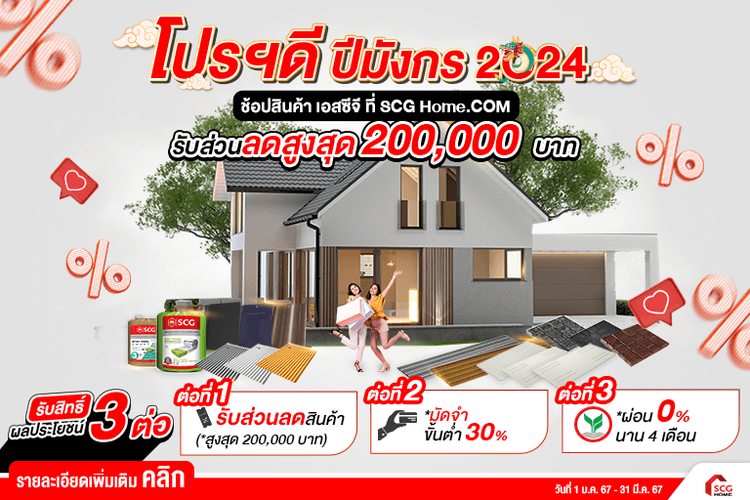 โปรฯดี ปีมังกร 2024
ช้อปสินค้า เอสซีจี ที่ SCG Home.COM
รับส่วนลดสูงสุด 200,000 บาท
SCG
SCG
รับสิทธิ์
ผลประโยชน์ 3 ต่อ
ต่อที่ 1
รับส่วนลดสินค้า
(*สูงสุด 200,000 บาท)
ต่อที่ 2
*มัดจำ
ขั้นต่ำ 30%
ต่อที่ 3
*ผ่อน 0%
นาน 4 เดือน
รายละเอียดเพิ่มเติม คลิก
วันที่ 1 ม.ค. 67 - 31 มี.ค. 67
SCG
HOME